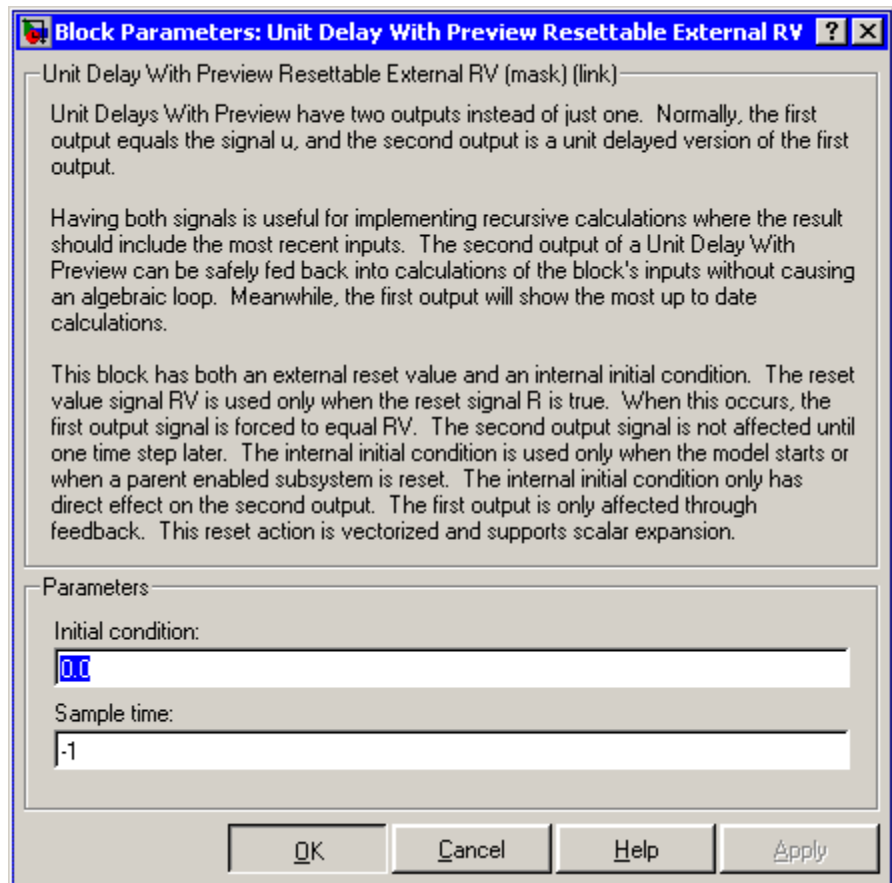 Block Parameters: Unit Delay With Preview Resettable External RV
Unit Delay With Preview Resettable External RV (mask) (link)
Unit Delays With Preview have two outputs instead of just one.  Normally, the first
output equals the signal u, and the second output is a unit delayed version of the first
output.
Having both signals is useful for implementing recursive calculations where the result
should include the most recent inputs.  The second output of a Unit Delay With
Preview can be safely fed back into calculations of the block's inputs without causing
an algebraic loop.  Meanwhile, the first output will show the most up to date
calculations.
This block has both an external reset value and an internal initial condition.  The reset
value signal RV is used only when the reset signal R is true.  When this occurs, the
first output signal is forced to equal RV.  The second output signal is not affected until
one time step later.  The internal initial condition is used only when the model starts or
when a parent enabled subsystem is reset.  The internal initial condition only has
direct effect on the second output.  The first output is only affected through
feedback.  This reset action is vectorized and supports scalar expansion.
Parameters
Initial condition:
0.0
Sample time:
-1
OK
Cancel
Help
Apply